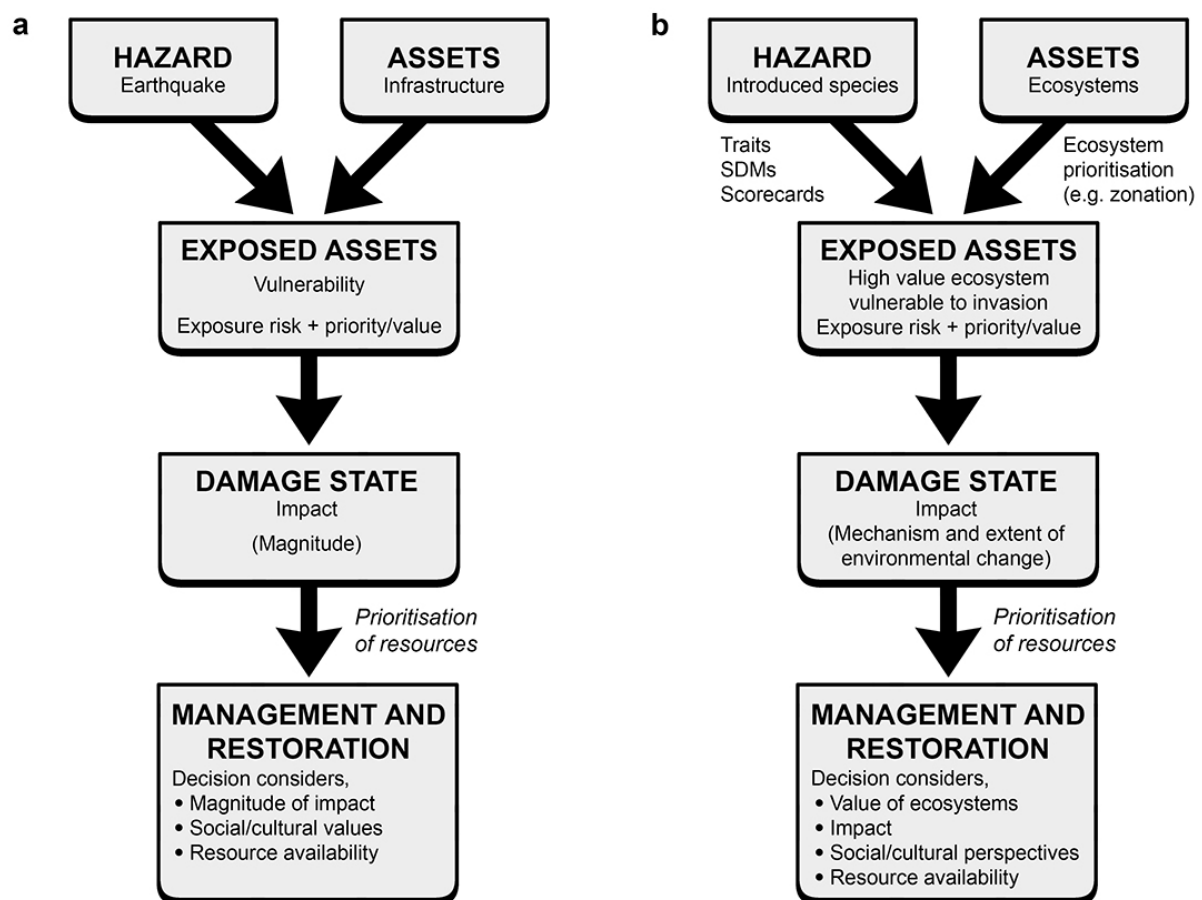 a
HAZARD
Earthquake
ASSETS
Infrastructure
EXPOSED ASSETS
Vulnerability
Exposure risk + priority/value
DAMAGE STATE
Impact
(Magnitude)
Prioritisation
of resources
MANAGEMENT AND
RESTORATION
Decision considers,
• Magnitude of impact
• Social/cultural values
• Resource availability
b
HAZARD
Introduced species
ASSETS
Ecosystems
Traits
SDMs
Scorecards
Ecosystem
prioritisation
(e.g. zonation)
EXPOSED ASSETS
High value ecosystem
vulnerable to invasion
Exposure risk + priority/value
DAMAGE STATE
Impact
(Mechanism and extent of
environmental change)
Prioritisation
of resources
MANAGEMENT AND
RESTORATION
Decision considers,
• Value of ecosystems
• Impact
• Social/cultural perspectives
• Resource availability